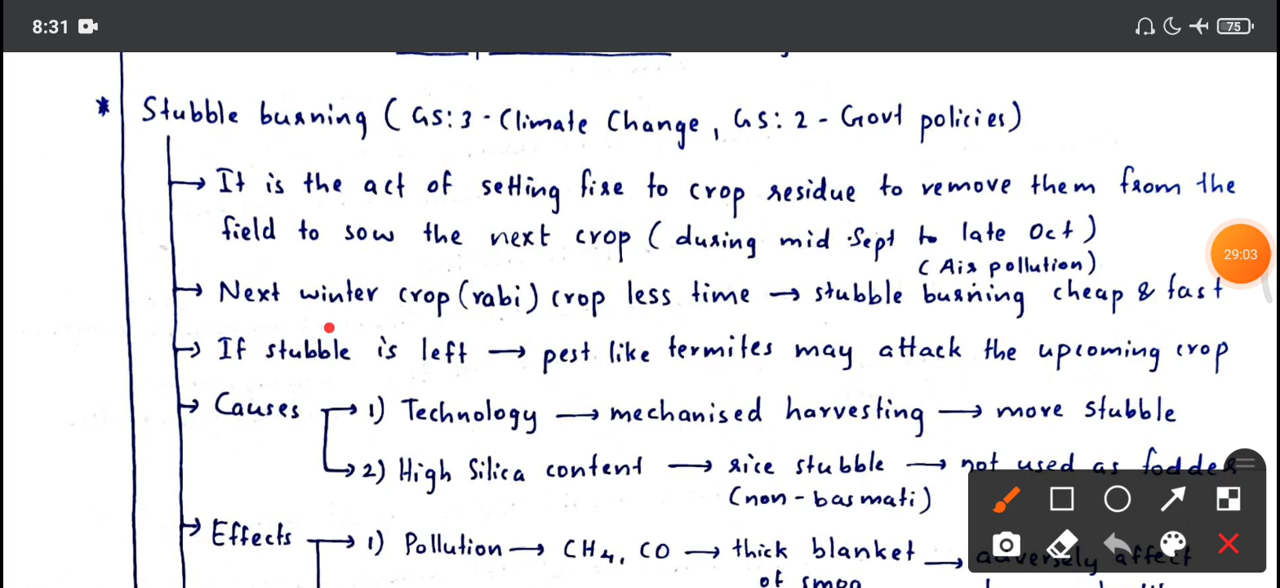 8:31
75
* Stubble burning (GS:3 - Climate Change, GS: 2 - Govt policies)
→ It is the act of setting fire to crop residue to remove them from the
field to sow the next crop (during mid Sept to late Oct)
(Air pollution)
→ Next winter crop (rabi) crop less time → stubble burning cheap & fast
→ If stubble is left → pest like termites may attack the upcoming crop
→ Causes → 1) Technology → mechanised harvesting → more stubble
→ 2) High Silica content → rice stubble → not used as fodder
(non-basmati)
→ Effects → 1) Pollution → CH4, CO → thick blanket → adversely affect
of smog
29:03